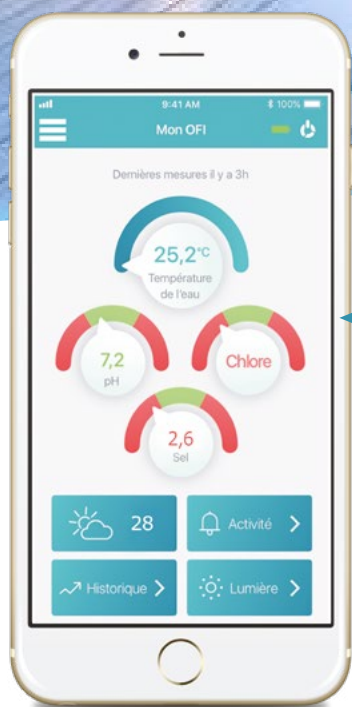 9:41 AM
100%
Mon OFI
Dernières mesures il y a 3h
25,2°C
Température
de l'eau
7,2
pH
Chlore
2,6
Sel
28
Activité
Historique
Lumière